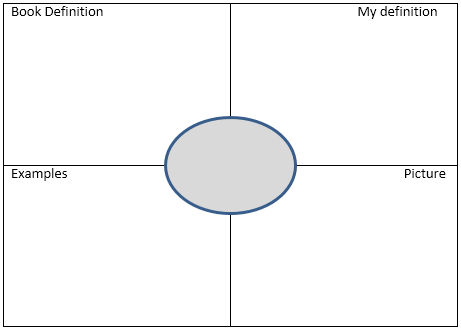 Book Definition
My definition
Examples
Picture